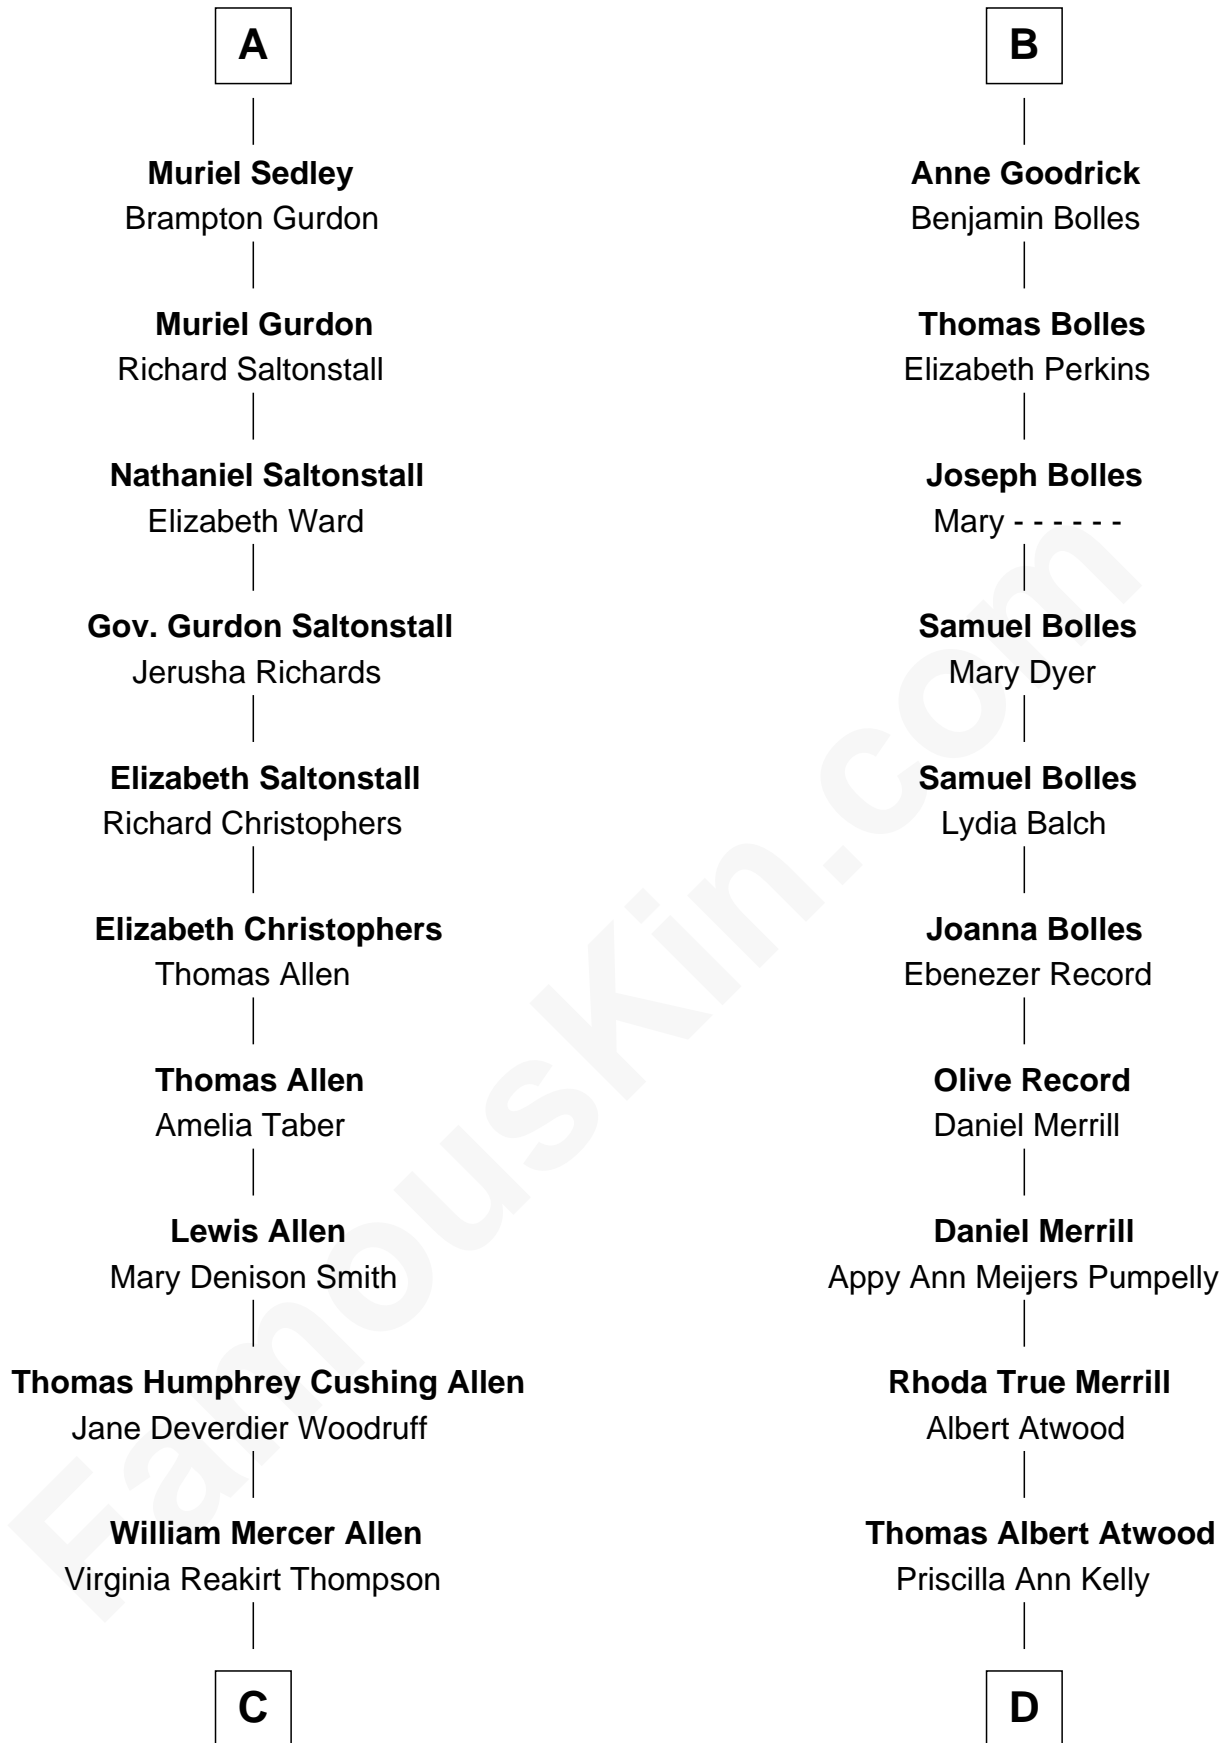 A
Muriel Sedley
Brampton Gurdon
Muriel Gurdon
Richard Saltonstall
Nathaniel Saltonstall
Elizabeth Ward
Gov. Gurdon Saltonstall
Jerusha Richards
Elizabeth Saltonstall
Richard Christophers
Elizabeth Christophers
Thomas Allen
Thomas Allen
Amelia Taber
Lewis Allen
Mary Denison Smith
Thomas Humphrey Cushing Allen
Jane Deverdier Woodruff
William Mercer Allen
Virginia Reakirt Thompson
C
B
Anne Goodrick
Benjamin Bolles
Thomas Bolles
Elizabeth Perkins
Joseph Bolles
Mary - - - - - -
Samuel Bolles
Mary Dyer
Samuel Bolles
Lydia Balch
Joanna Bolles
Ebenezer Record
Olive Record
Daniel Merrill
Daniel Merrill
Appy Ann Meijers Pumpelly
Rhoda True Merrill
Albert Atwood
Thomas Albert Atwood
Priscilla Ann Kelly
D
FamousKin.com